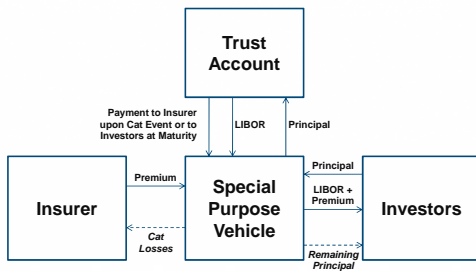 Trust
Account
Payment to Insurer
upon Cat Event or to
Investors at Maturity
LIBOR
Principal
Insurer
Premium
Cat
Losses
Special
Purpose
Vehicle
Principal
LIBOR +
Premium
Remaining
Principal
Investors